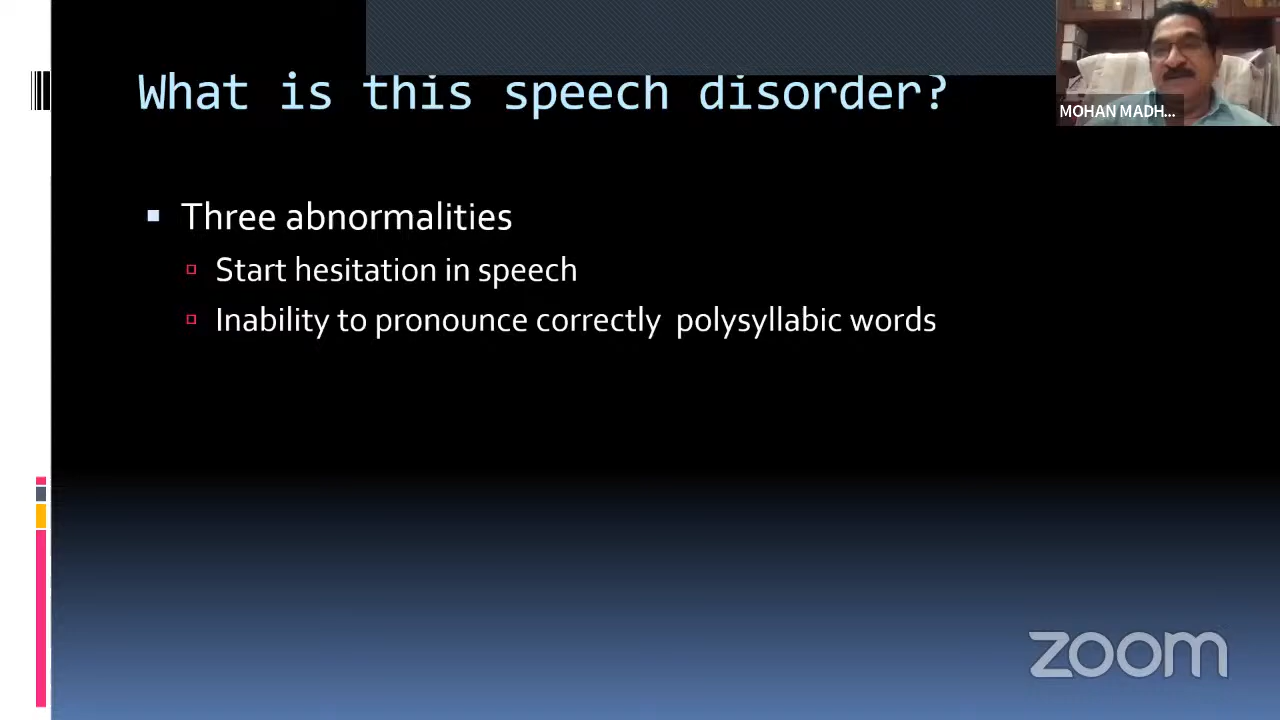 What is this speech disorder?
MOHAN MADH...
Three abnormalities
Start hesitation in speech
Inability to pronounce correctly polysyllabic words
zoom